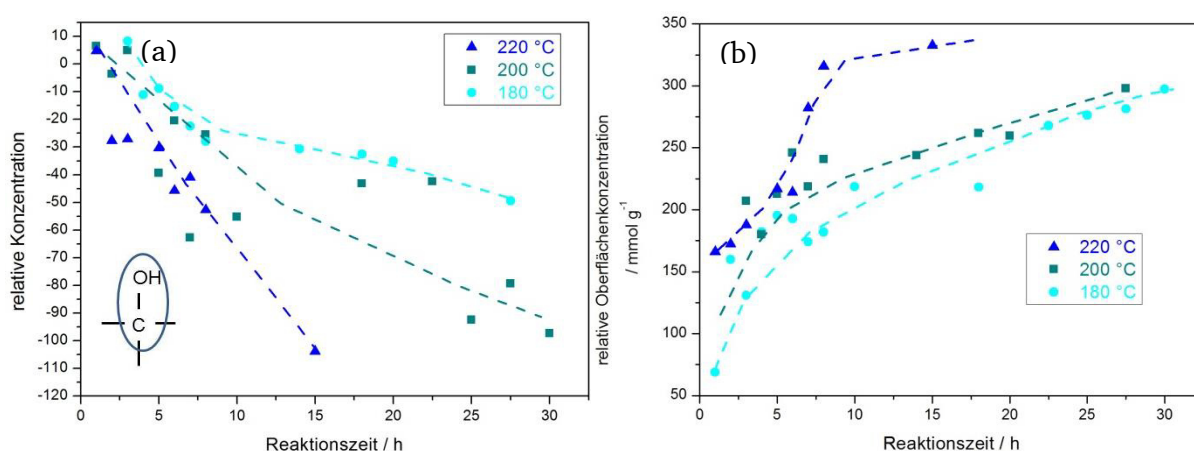 (a)
220 °C
200 °C
180 °C
relative Konzentration
10
0
-10
-20
-30
-40
-50
-60
-70
-80
-90
-100
-110
-120
OH
C
0 5 10 15 20 25 30
Reaktionszeit / h
(b)
relative Oberflächenkonzentration
/ mmol g⁻¹
350
300
250
200
150
100
50
220 °C
200 °C
180 °C
0 5 10 15 20 25 30
Reaktionszeit / h